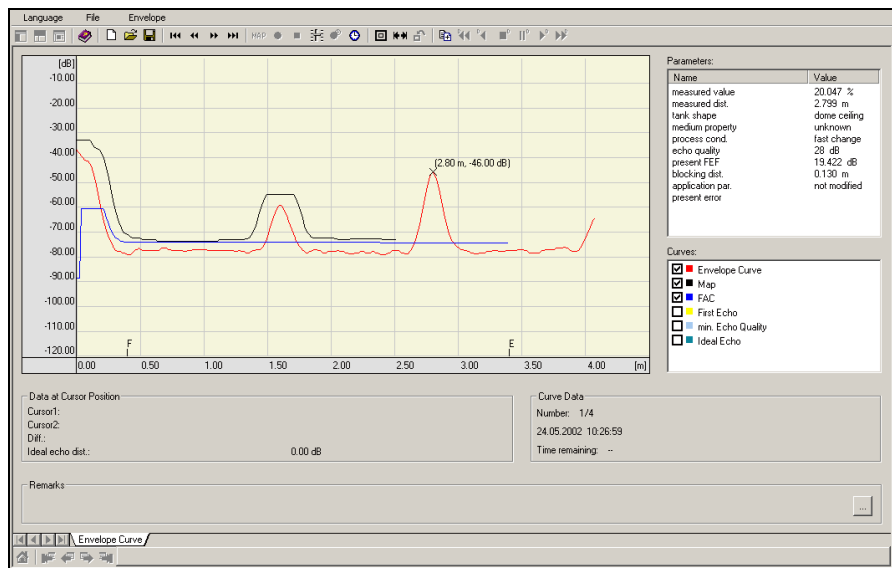 Language File Envelope
MAP
[dB]
-10.00
-20.00
-30.00
-40.00
-50.00
-60.00
-70.00
-80.00
-90.00
-100.00
-110.00
-120.00
(2.80 m, -46.00 dB)
F E
0.00 0.50 1.00 1.50 2.00 2.50 3.00 3.50 4.00 [m]
Parameters:
Name Value
measured value 20.047 %
measured dist. 2.799 m
tank shape dome ceiling
medium property unknown
process cond. fast change
echo quality 28 dB
present FEF 19.422 dB
blocking dist. 0.130 m
application par. not modified
present error
Curves:
Envelope Curve
Map
FAC
First Echo
min. Echo Quality
Ideal Echo
Data at Cursor Position
Cursor1:
Cursor2:
Diff.:
Ideal echo dist.: 0.00 dB
Curve Data
Number: 1/4
24.05.2002 10:26:59
Time remaining: --
Remarks
...
Envelope Curve